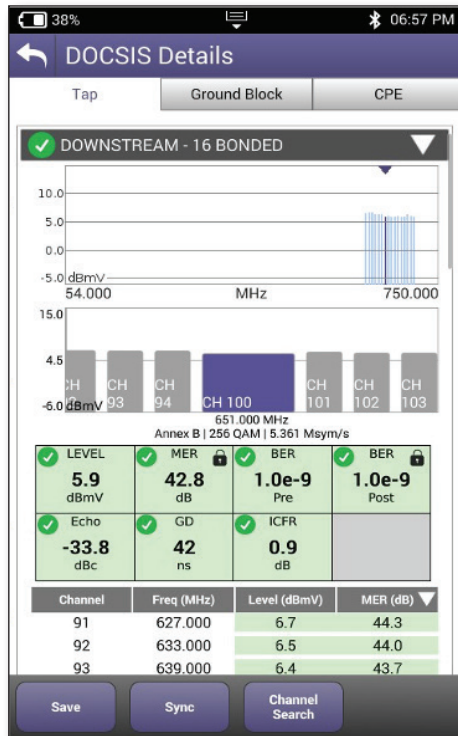 38%
06:57 PM
DOCSIS Details
Tap Ground Block CPE
DOWNSTREAM - 16 BONDED
10.0
5.0
0.0
-5.0 dBmV
54.000 MHz 750.000
15.0
4.5
-6.0 dBmV
CH CH CH CH 100 CH CH CH
93 94 101 102 103
651.000 MHz
Annex B | 256 QAM | 5.361 Msym/s
LEVEL MER BER BER
5.9 42.8 1.0e-9 1.0e-9
dBmV dB Pre Post
Echo GD ICFR
-33.8 42 0.9
dBc ns dB
Channel Freq (MHz) Level (dBmV) MER (dB)
91 627.000 6.7 44.3
92 633.000 6.5 44.0
93 639.000 6.4 43.7
Save Sync Channel
Search